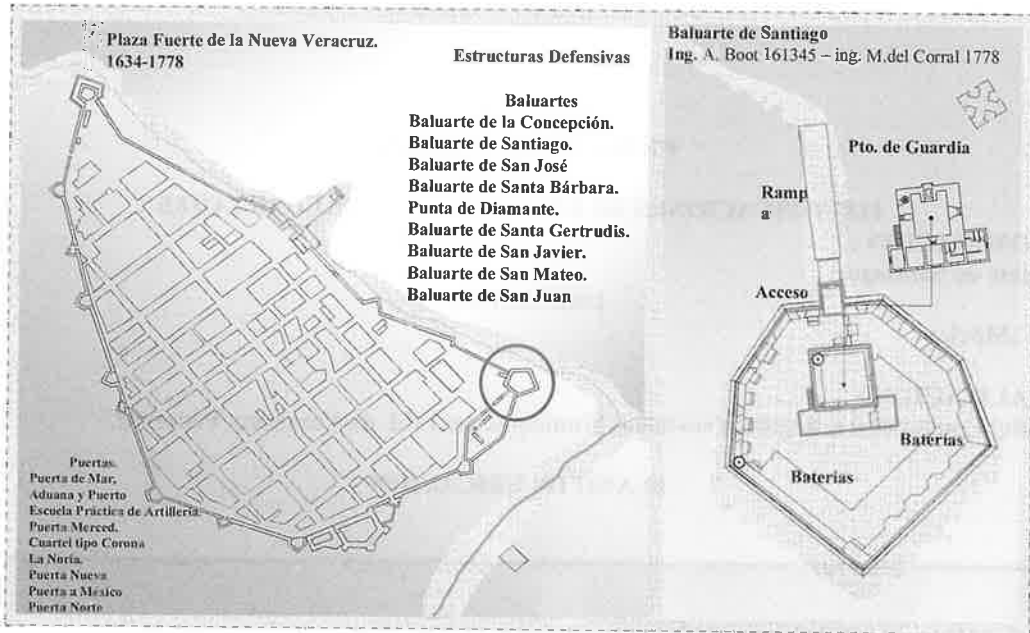 Plaza Fuerte de la Nueva Veracruz.
1634-1778
Estructuras Defensivas
Baluartes
Baluarte de la Concepción.
Baluarte de Santiago.
Baluarte de San José
Baluarte de Santa Bárbara.
Punta de Diamante.
Baluarte de Santa Gertrudis.
Baluarte de San Javier.
Baluarte de San Mateo.
Baluarte de San Juan
Puertas.
Puerta de Mar,
Aduana y Puerto
Escuela Práctica de Artillería
Puerta Merced.
Cuartel tipo Corona
La Noria.
Puerta Nueva
Puerta a México
Puerta Norte
Baluarte de Santiago
Ing. A. Boot 161345 – ing. M.del Corral 1778
Pto. de Guardia
Ramp
a
Acceso
Baterías
Baterias